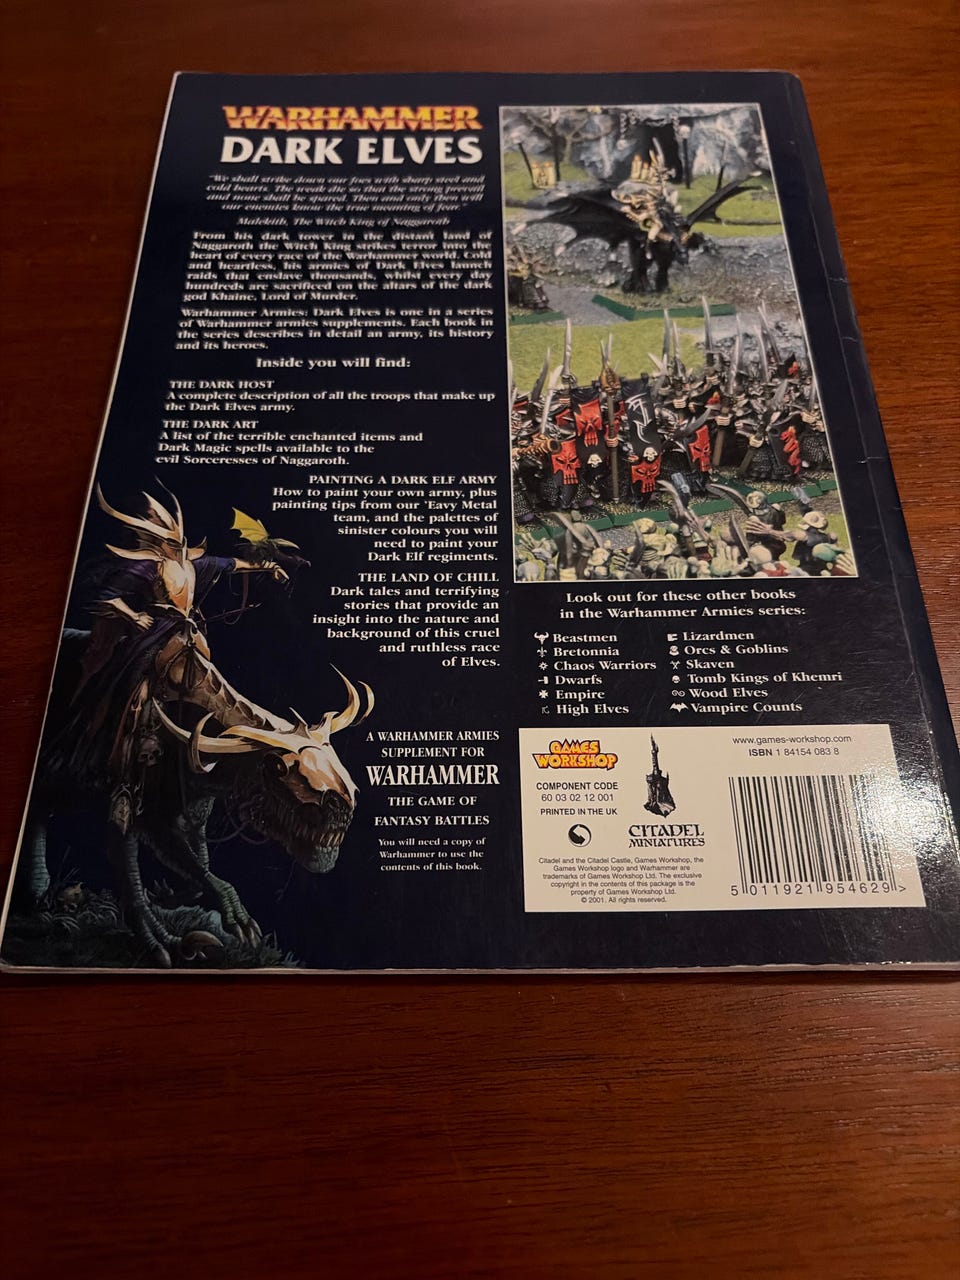 WARHAMMER
DARK ELVES
"We shall strike down our foes with sharp steel and
cold hearts. The weak die so that the strong prevail
and none shall be spared. Then and only then will
our enemies know the true meaning of fear."
Malekith, The Witch King of Naggaroth
From his dark tower in the distant land of
Naggaroth the Witch King strikes terror into the
heart of every race of the Warhammer world. Cold
and heartless, his armies of Dark Elves launch
raids that enslave thousands, whilst every day
hundreds are sacrificed on the altars of the dark
god Khaine, Lord of Murder.
Warhammer Armies: Dark Elves is one in a series
of Warhammer armies supplements. Each book in
the series describes in detail an army, its history
and its heroes.
Inside you will find:
THE DARK HOST
A complete description of all the troops that make up
the Dark Elves army.
THE DARK ART
A list of the terrible enchanted items and
Dark Magic spells available to the
evil Sorceresses of Naggaroth.
PAINTING A DARK ELF ARMY
How to paint your own army, plus
painting tips from our 'Eavy Metal
team, and the palettes of
sinister colours you will
need to paint your
Dark Elf regiments.
THE LAND OF CHILL
Dark tales and terrifying
stories that provide an
insight into the nature and
background of this cruel
and ruthless race
of Elves.
A WARHAMMER ARMIES
SUPPLEMENT FOR
WARHAMMER
THE GAME OF
FANTASY BATTLES
You will need a copy of
Warhammer to use the
contents of this book.
Look out for these other books
in the Warhammer Armies series:
Beastmen
Bretonnia
Chaos Warriors
Dwarfs
Empire
High Elves
Lizardmen
Orcs & Goblins
Skaven
Tomb Kings of Khemri
Wood Elves
Vampire Counts
GAMES
WORKSHOP
COMPONENT CODE
60 03 02 12 001
PRINTED IN THE UK
CITADEL
MINIATURES
www.games-workshop.com
ISBN 1 84154 083 8
Citadel and the Citadel Castle, Games Workshop, the
Games Workshop logo and Warhammer are
trademarks of Games Workshop Ltd. The exclusive
copyright in the contents of this package is the
property of Games Workshop Ltd.
© 2001. All rights reserved.
5 011921 954629 >